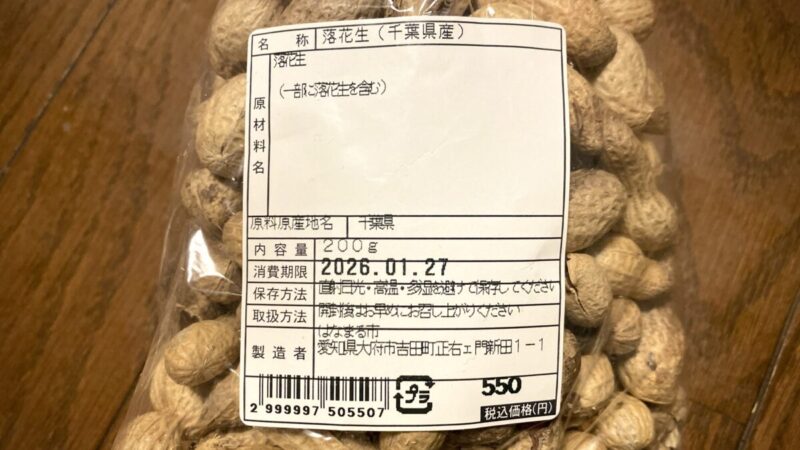 名 称 落花生(千葉県産)
原材料名 落花生
(一部に落花生を含む)
原料原産地名 千葉県
内容量 200g
消費期限 2026.01.27
保存方法 直射日光・高温・多湿を避けて保存してください
取扱方法 開封後はお早めにお召し上がりください
製造者 はなまる市
愛知県大府市吉田町正右ェ門新田1-1
2 999997 505507
プラ
550
税込価格(円)